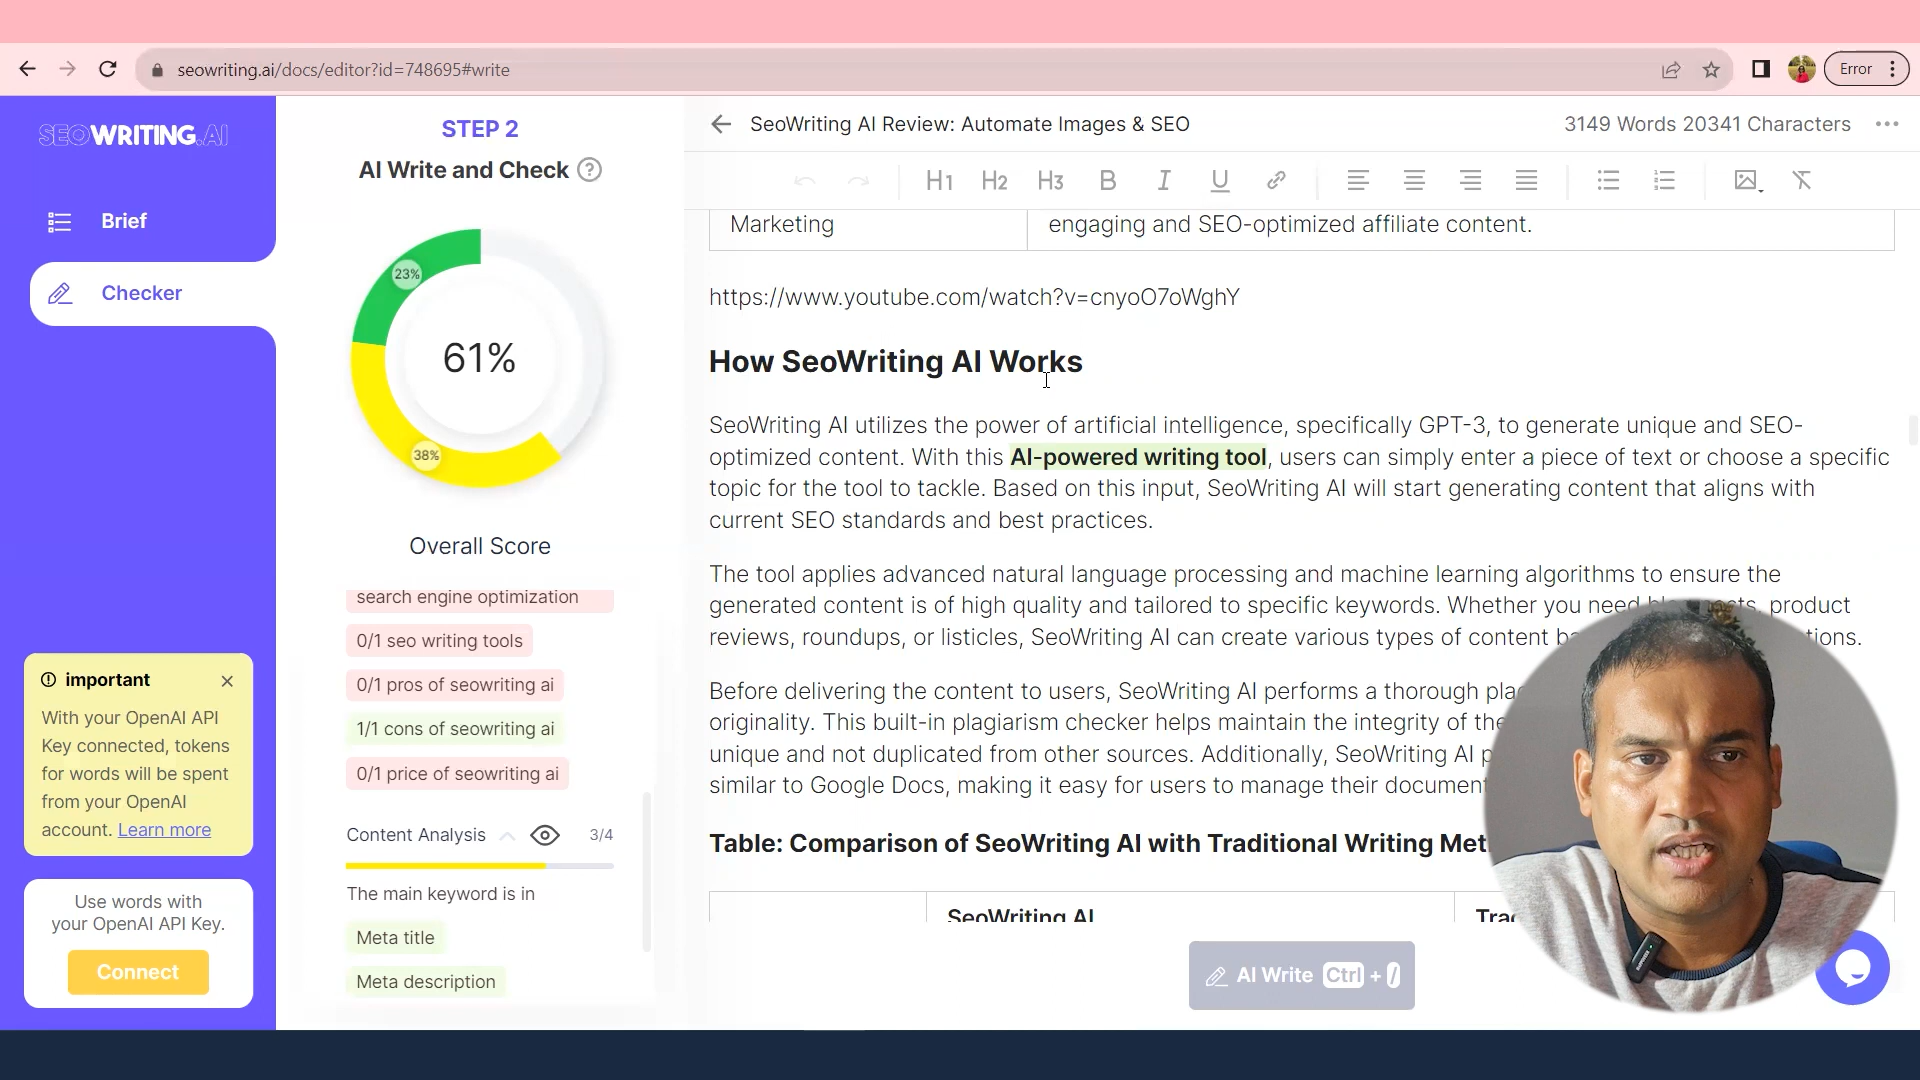 seowriting.ai/docs/editor?id=748695#write
Error
SEOWRITING.AI
Brief
Checker
important
With your OpenAI API
Key connected, tokens
for words will be spent
from your OpenAI
account. Learn more
Use words with
your OpenAI API Key.
Connect
STEP 2
AI Write and Check ?
23%
61%
38%
Overall Score
search engine optimization
0/1 seo writing tools
0/1 pros of seowriting ai
1/1 cons of seowriting ai
0/1 price of seowriting ai
Content Analysis 3/4
The main keyword is in
Meta title
Meta description
SeoWriting AI Review: Automate Images & SEO
3149 Words 20341 Characters
H1 H2 H3 B I U
Marketing
engaging and SEO-optimized affiliate content.
https://www.youtube.com/watch?v=cnyoO7oWghY
How SeoWriting AI Works
SeoWriting AI utilizes the power of artificial intelligence, specifically GPT-3, to generate unique and SEO-
optimized content. With this AI-powered writing tool, users can simply enter a piece of text or choose a specific
topic for the tool to tackle. Based on this input, SeoWriting AI will start generating content that aligns with
current SEO standards and best practices.
The tool applies advanced natural language processing and machine learning algorithms to ensure the
generated content is of high quality and tailored to specific keywords. Whether you need product
reviews, roundups, or listicles, SeoWriting AI can create various types of content
Before delivering the content to users, SeoWriting AI performs a thorough
originality. This built-in plagiarism checker helps maintain the integrity of the
unique and not duplicated from other sources. Additionally, SeoWriting AI
similar to Google Docs, making it easy for users to manage their
Table: Comparison of SeoWriting AI with Traditional Writing
SeoWriting AI
AI Write Ctrl + /